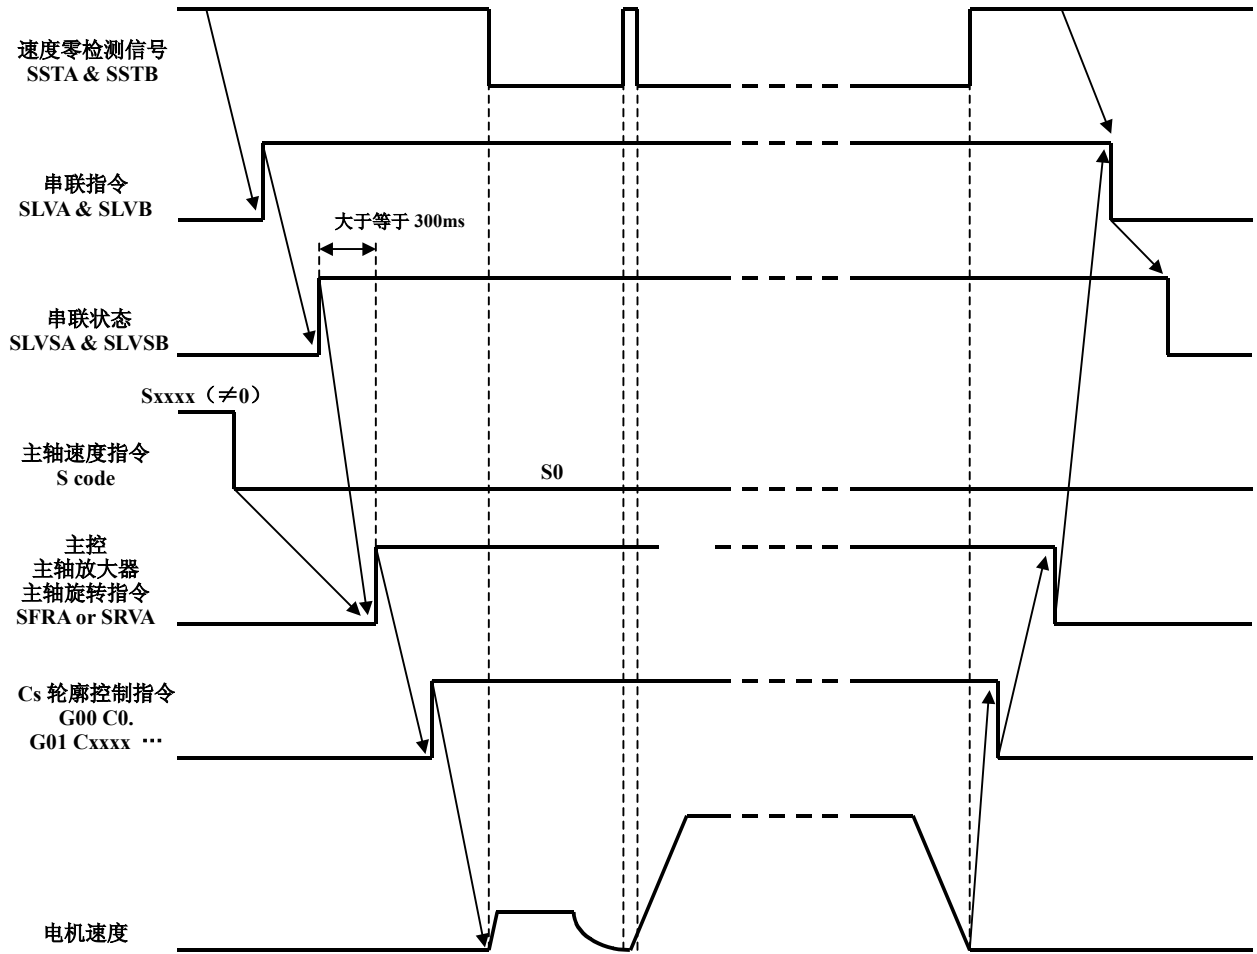 速度零检测信号
SSTA & SSTB
串联指令
SLVA & SLVB
大于等于 300ms
串联状态
SLVSA & SLVSB
Sxxxx（≠0）
主轴速度指令
S code
S0
主控
主轴放大器
主轴旋转指令
SFRA or SRVA
Cs 轮廓控制指令
G00 C0.
G01 Cxxxx …
电机速度